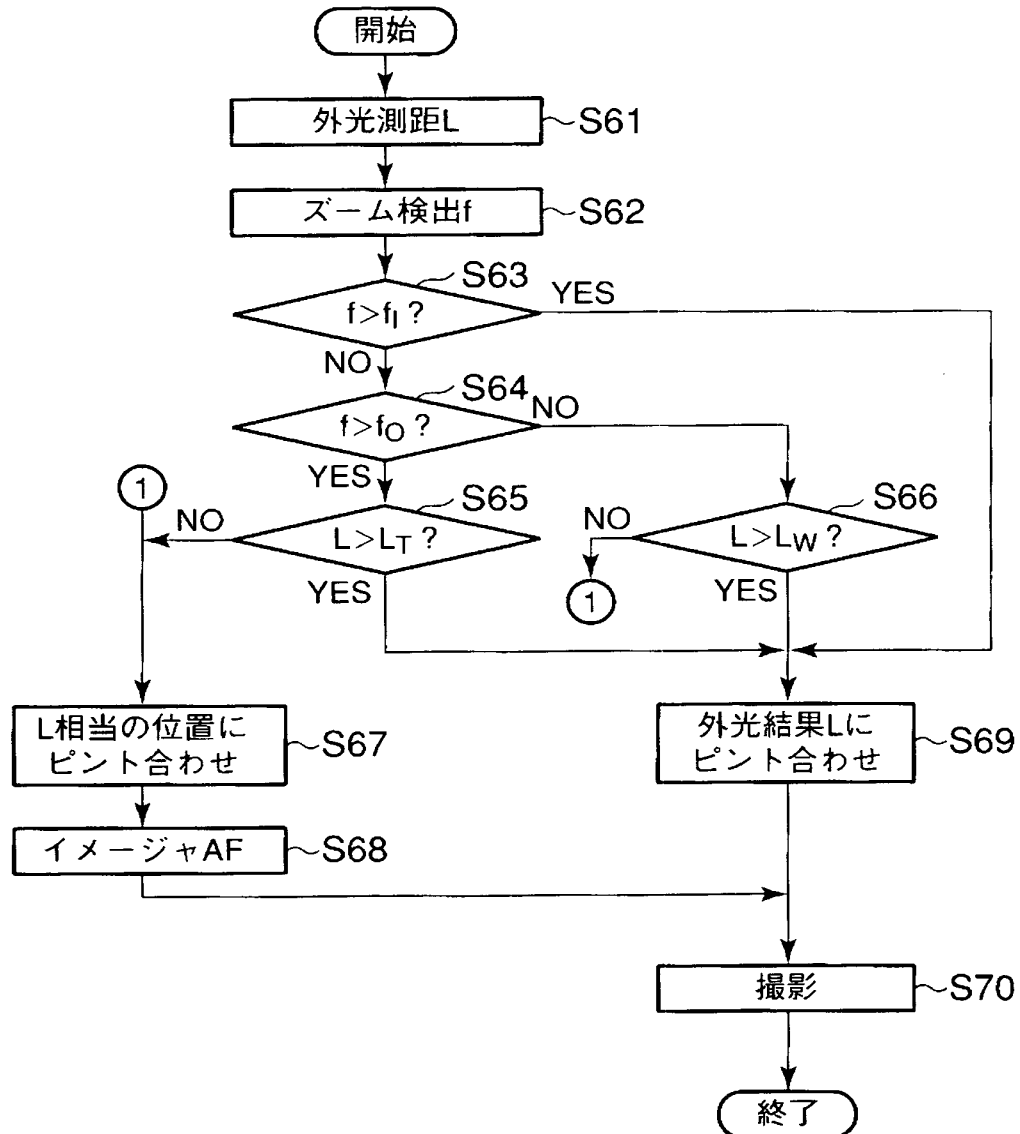 開始
外光測距L
S61
ズーム検出f
S62
S63
f>fI?
YES
NO
S64
f>fO?
NO
YES
1
S65
L>LT?
NO
YES
S66
L>LW?
NO
1
YES
L相当の位置に
ピント合わせ
S67
外光結果Lに
ピント合わせ
S69
イメージャAF
S68
撮影
S70
終了